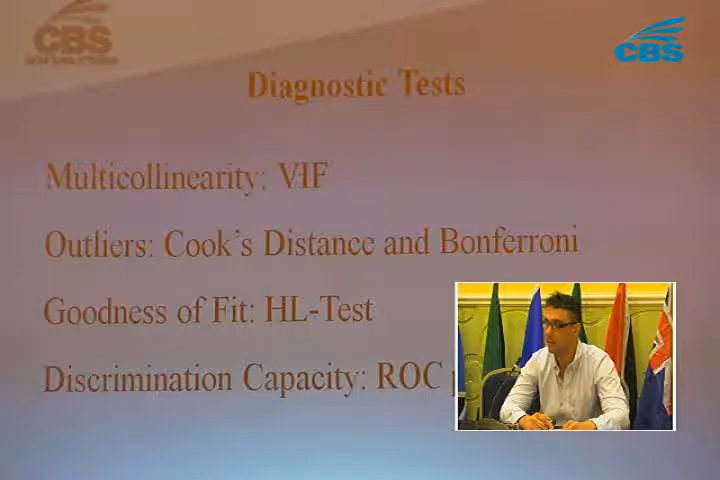 CBS
CBS
Diagnostic Tests
Multicollinearity: VIF
Outliers: Cook's Distance and Bonferroni
Goodness of Fit: HL-Test
Discrimination Capacity: ROC